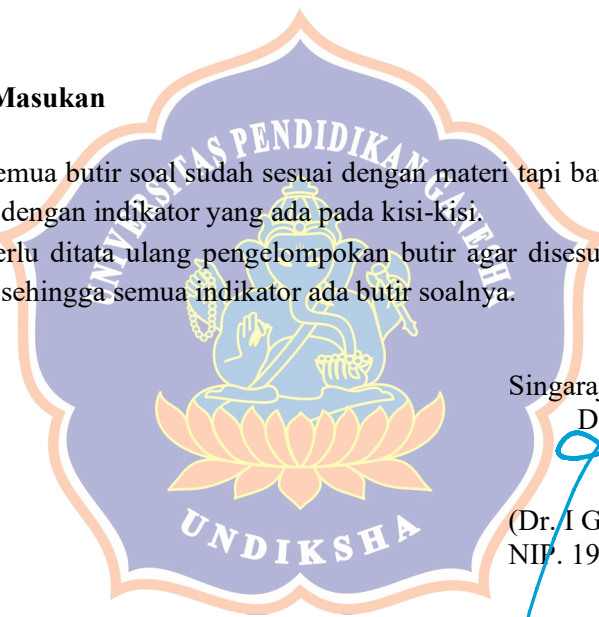 Masukan
UNIVERSITAS PENDIDIKAN GANESHA
emua butir soal sudah sesuai dengan materi tapi ba
dengan indikator yang ada pada kisi-kisi.
erlu ditata ulang pengelompokan butir agar disesu
sehingga semua indikator ada butir soalnya.
Singaraj
D
(Dr. I G
NIP. 19
UNDIKSHA